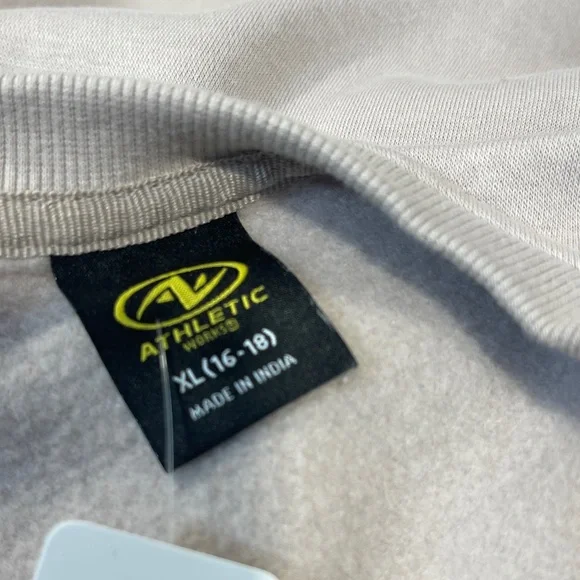 ATHLETIC
WORKS®
XL (16-18)
MADE IN INDIA